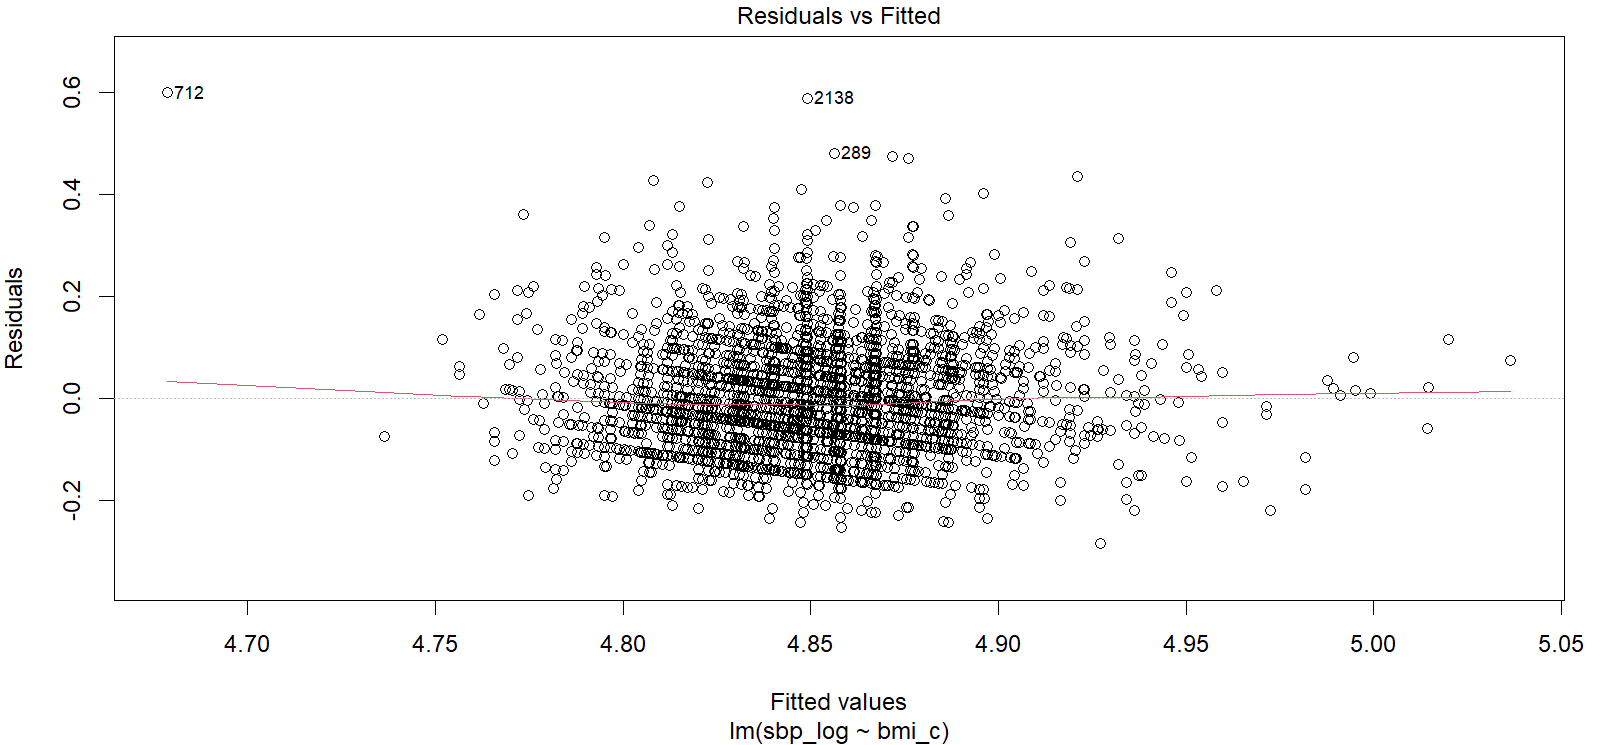 Residuals vs Fitted
Residuals
0.6
0.4
0.2
0.0
-0.2
712
2138
289
4.70 4.75 4.80 4.85 4.90 4.95 5.00 5.05
Fitted values
lm(sbp_log ~ bmi_c)